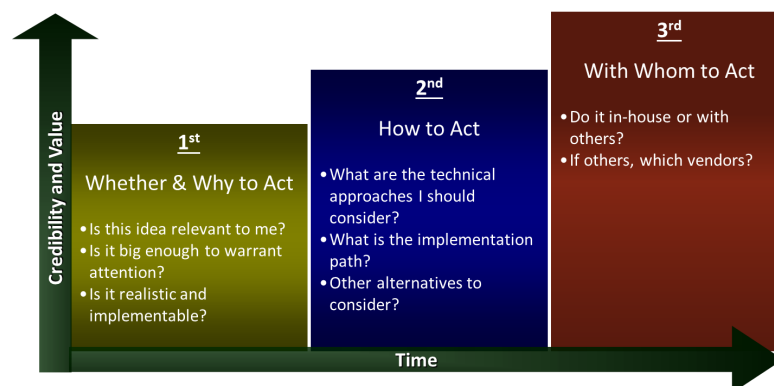 Credibility and Value
1st
Whether & Why to Act
•Is this idea relevant to me?
•Is it big enough to warrant
attention?
•Is it realistic and
implementable?
2nd
How to Act
•What are the technical
approaches I should
consider?
•What is the implementation
path?
•Other alternatives to
consider?
3rd
With Whom to Act
•Do it in-house or with
others?
•If others, which vendors?
Time